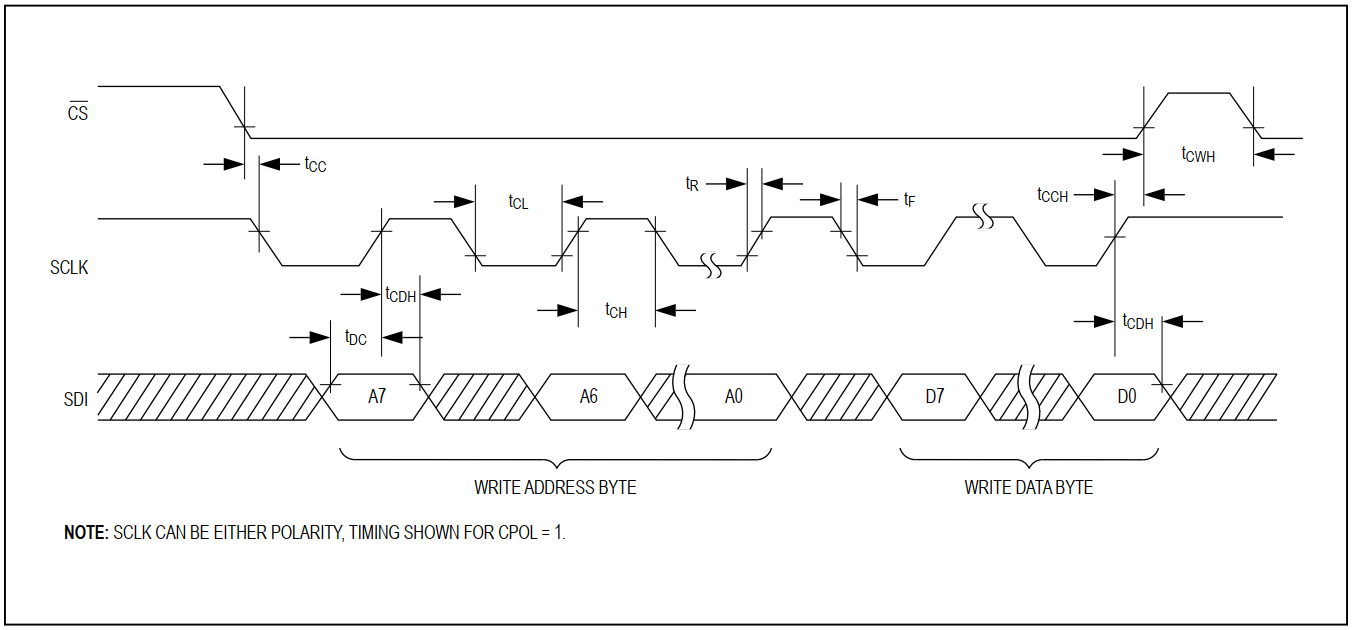 CS
tCC
tCL
tR
tF
tCCH
tCWH
SCLK
tCDH
tCH
tDC
tCDH
SDI
A7
A6
A0
D7
D0
WRITE ADDRESS BYTE
WRITE DATA BYTE
NOTE: SCLK CAN BE EITHER POLARITY, TIMING SHOWN FOR CPOL = 1.